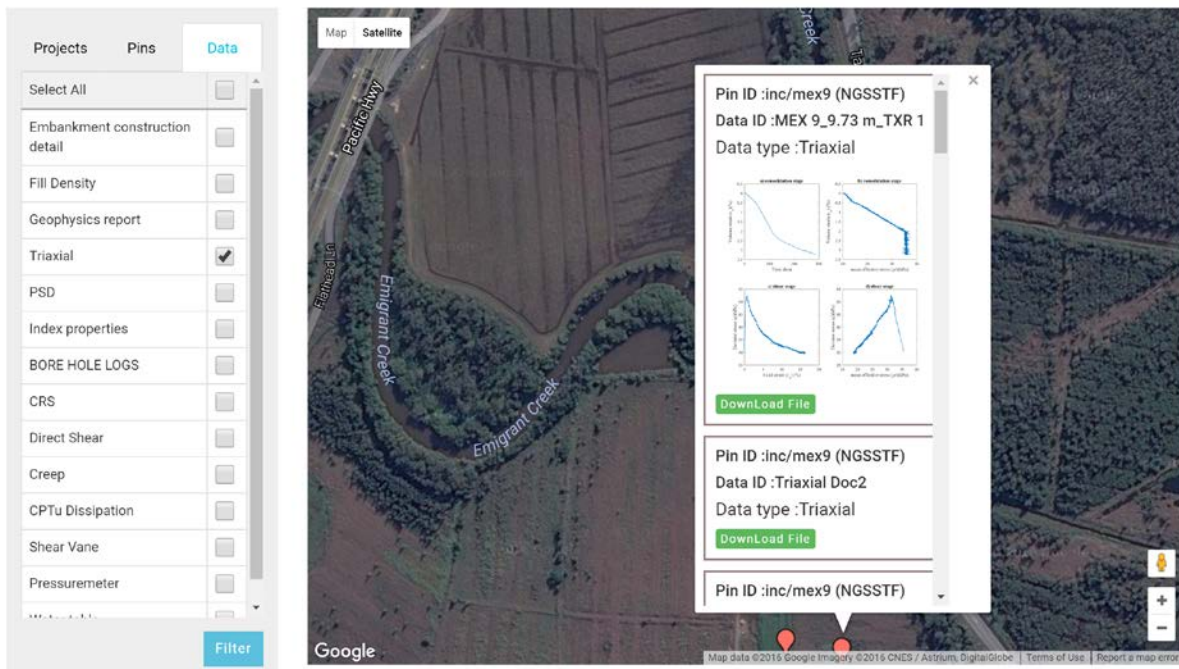 Projects Pins Data
Select All
Embankment construction
detail
Fill Density
Geophysics report
Triaxial
PSD
Index properties
BORE HOLE LOGS
CRS
Direct Shear
Creep
CPTu Dissipation
Shear Vane
Pressuremeter
Filter
Map Satellite
Pacific Hwy
Flathead Ln
Emigrant Creek
Emigrant Creek
Pin ID :inc/mex9 (NGSSTF)
Data ID :MEX 9_9.73 m_TXR 1
Data type :Triaxial
DownLoad File
Pin ID :inc/mex9 (NGSSTF)
Data ID :Triaxial Doc2
Data type :Triaxial
DownLoad File
Pin ID :inc/mex9 (NGSSTF)
Google
Map data ©2016 Google Imagery ©2016 CNES / Astrium, DigitalGlobe Terms of Use Report a map error